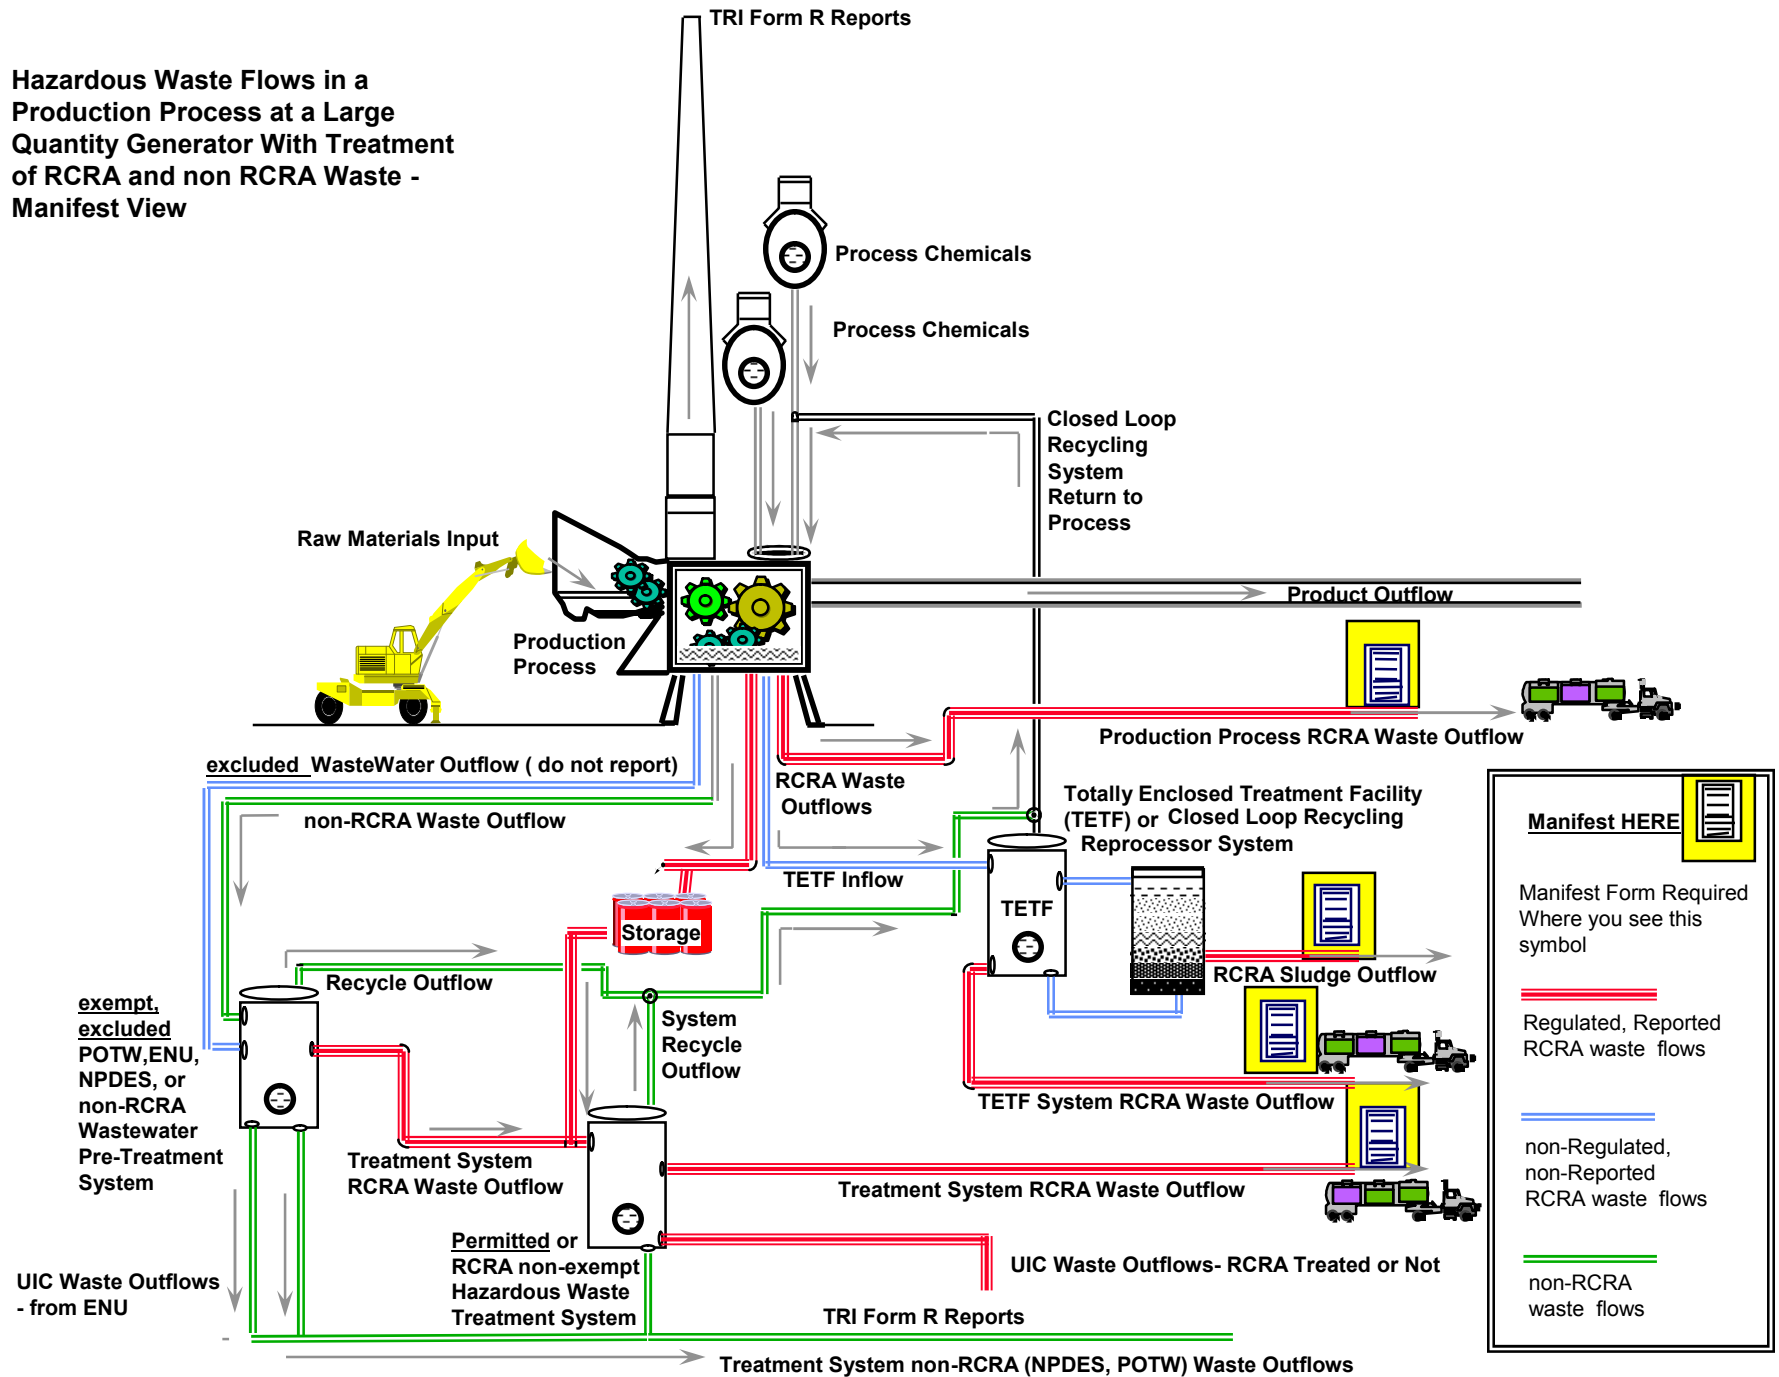 TRI Form R Reports
Hazardous Waste Flows in a
Production Process at a Large
Quantity Generator With Treatment
of RCRA and non RCRA Waste -
Manifest View
Process Chemicals
Process Chemicals
Closed Loop
Recycling
System
Return to
Process
Raw Materials Input
Production
Process
Product Outflow
Production Process RCRA Waste Outflow
excluded WasteWater Outflow ( do not report)
RCRA Waste
Outflows
non-RCRA Waste Outflow
Totally Enclosed Treatment Facility
(TETF) or Closed Loop Recycling
Reprocessor System
TETF Inflow
TETF
Storage
Recycle Outflow
RCRA Sludge Outflow
exempt,
excluded
POTW,ENU,
NPDES, or
non-RCRA
Wastewater
Pre-Treatment
System
System
Recycle
Outflow
TETF System RCRA Waste Outflow
Treatment System
RCRA Waste Outflow
Treatment System RCRA Waste Outflow
Permitted or
RCRA non-exempt
Hazardous Waste
Treatment System
UIC Waste Outflows- RCRA Treated or Not
UIC Waste Outflows
- from ENU
TRI Form R Reports
Treatment System non-RCRA (NPDES, POTW) Waste Outflows
Manifest HERE
Manifest Form Required
Where you see this
symbol
Regulated, Reported
RCRA waste flows
non-Regulated,
non-Reported
RCRA waste flows
non-RCRA
waste flows